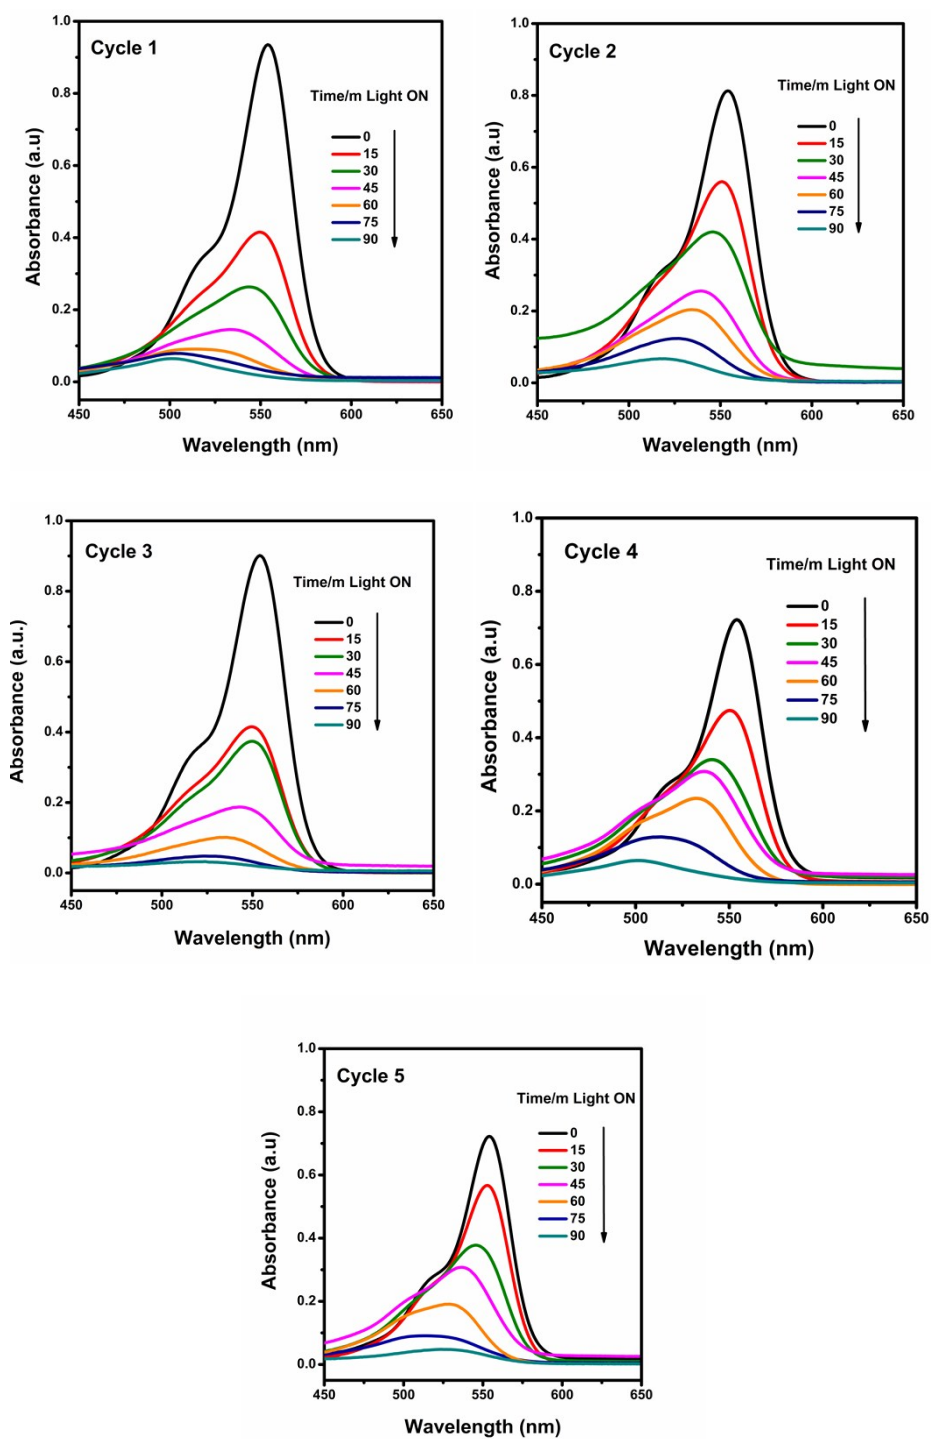 Cycle 1
Time/m Light ON
0
15
30
45
60
75
90
1.0
0.8
0.6
0.4
0.2
0.0
Absorbance (a.u)
450 500 550 600 650
Wavelength (nm)
Cycle 2
Time/m Light ON
0
15
30
45
60
75
90
1.0
0.8
0.6
0.4
0.2
0.0
Absorbance (a.u)
450 500 550 600 650
Wavelength (nm)
Cycle 3
Time/m Light ON
0
15
30
45
60
75
90
1.0
0.8
0.6
0.4
0.2
0.0
Absorbance (a.u.)
450 500 550 600 650
Wavelength (nm)
Cycle 4
Time/m Light ON
0
15
30
45
60
75
90
1.0
0.8
0.6
0.4
0.2
0.0
Absorbance (a.u)
450 500 550 600 650
Wavelength (nm)
Cycle 5
Time/m Light ON
0
15
30
45
60
75
90
1.0
0.8
0.6
0.4
0.2
0.0
Absorbance (a.u)
450 500 550 600 650
Wavelength (nm)